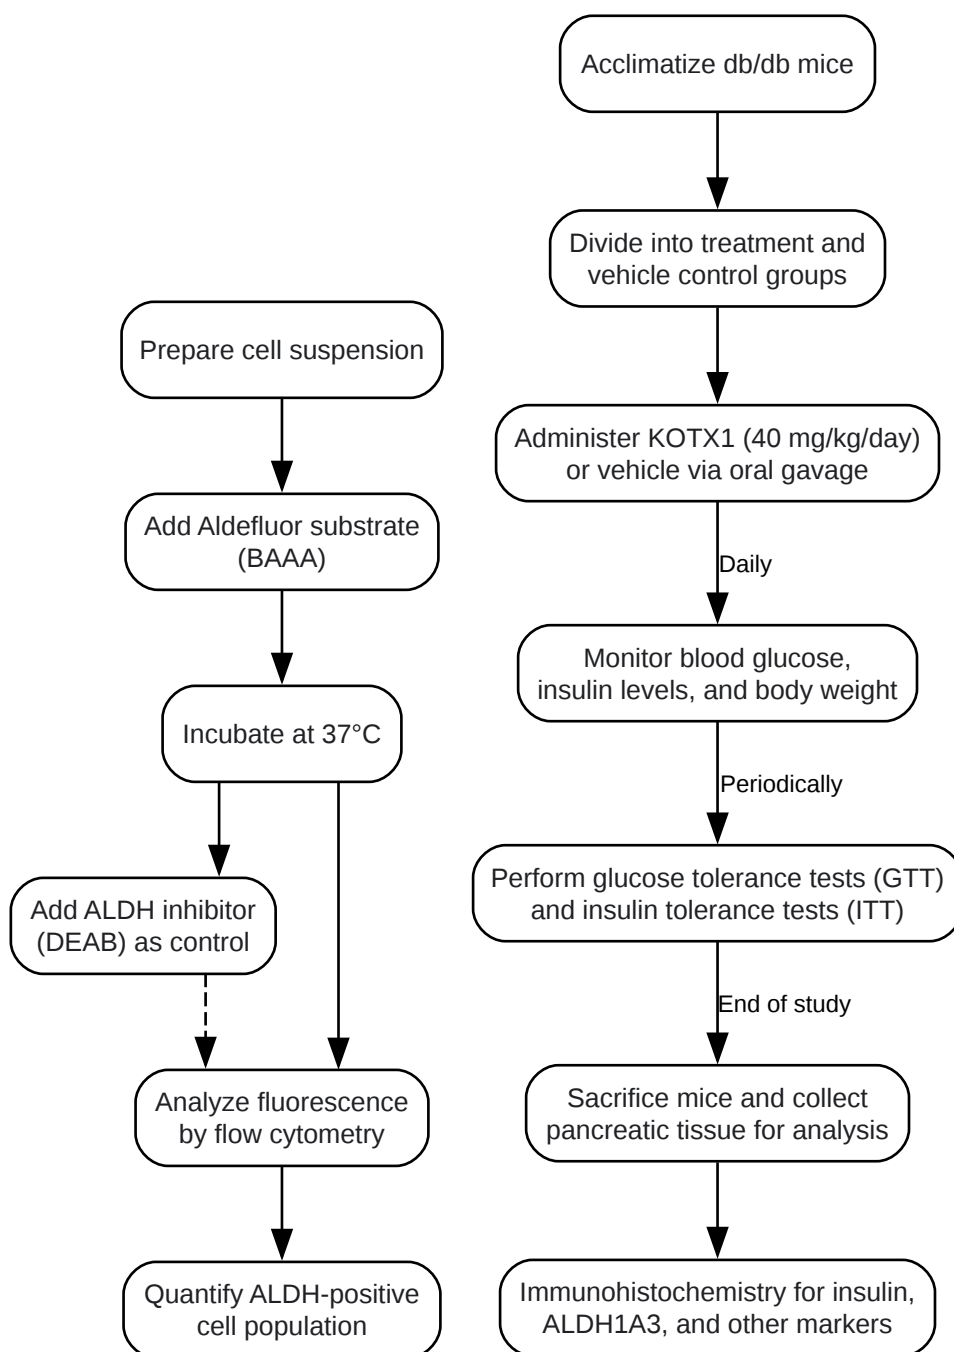 Prepare cell suspension
Add Aldefluor substrate
(BAAA)
Incubate at 37°C
Add ALDH inhibitor
(DEAB) as control
Analyze fluorescence
by flow cytometry
Quantify ALDH-positive
cell population
Acclimatize db/db mice
Divide into treatment and
vehicle control groups
Administer KOTX1 (40 mg/kg/day)
or vehicle via oral gavage
Daily
Monitor blood glucose,
insulin levels, and body weight
Periodically
Perform glucose tolerance tests (GTT)
and insulin tolerance tests (ITT)
End of study
Sacrifice mice and collect
pancreatic tissue for analysis
Immunohistochemistry for insulin,
ALDH1A3, and other markers